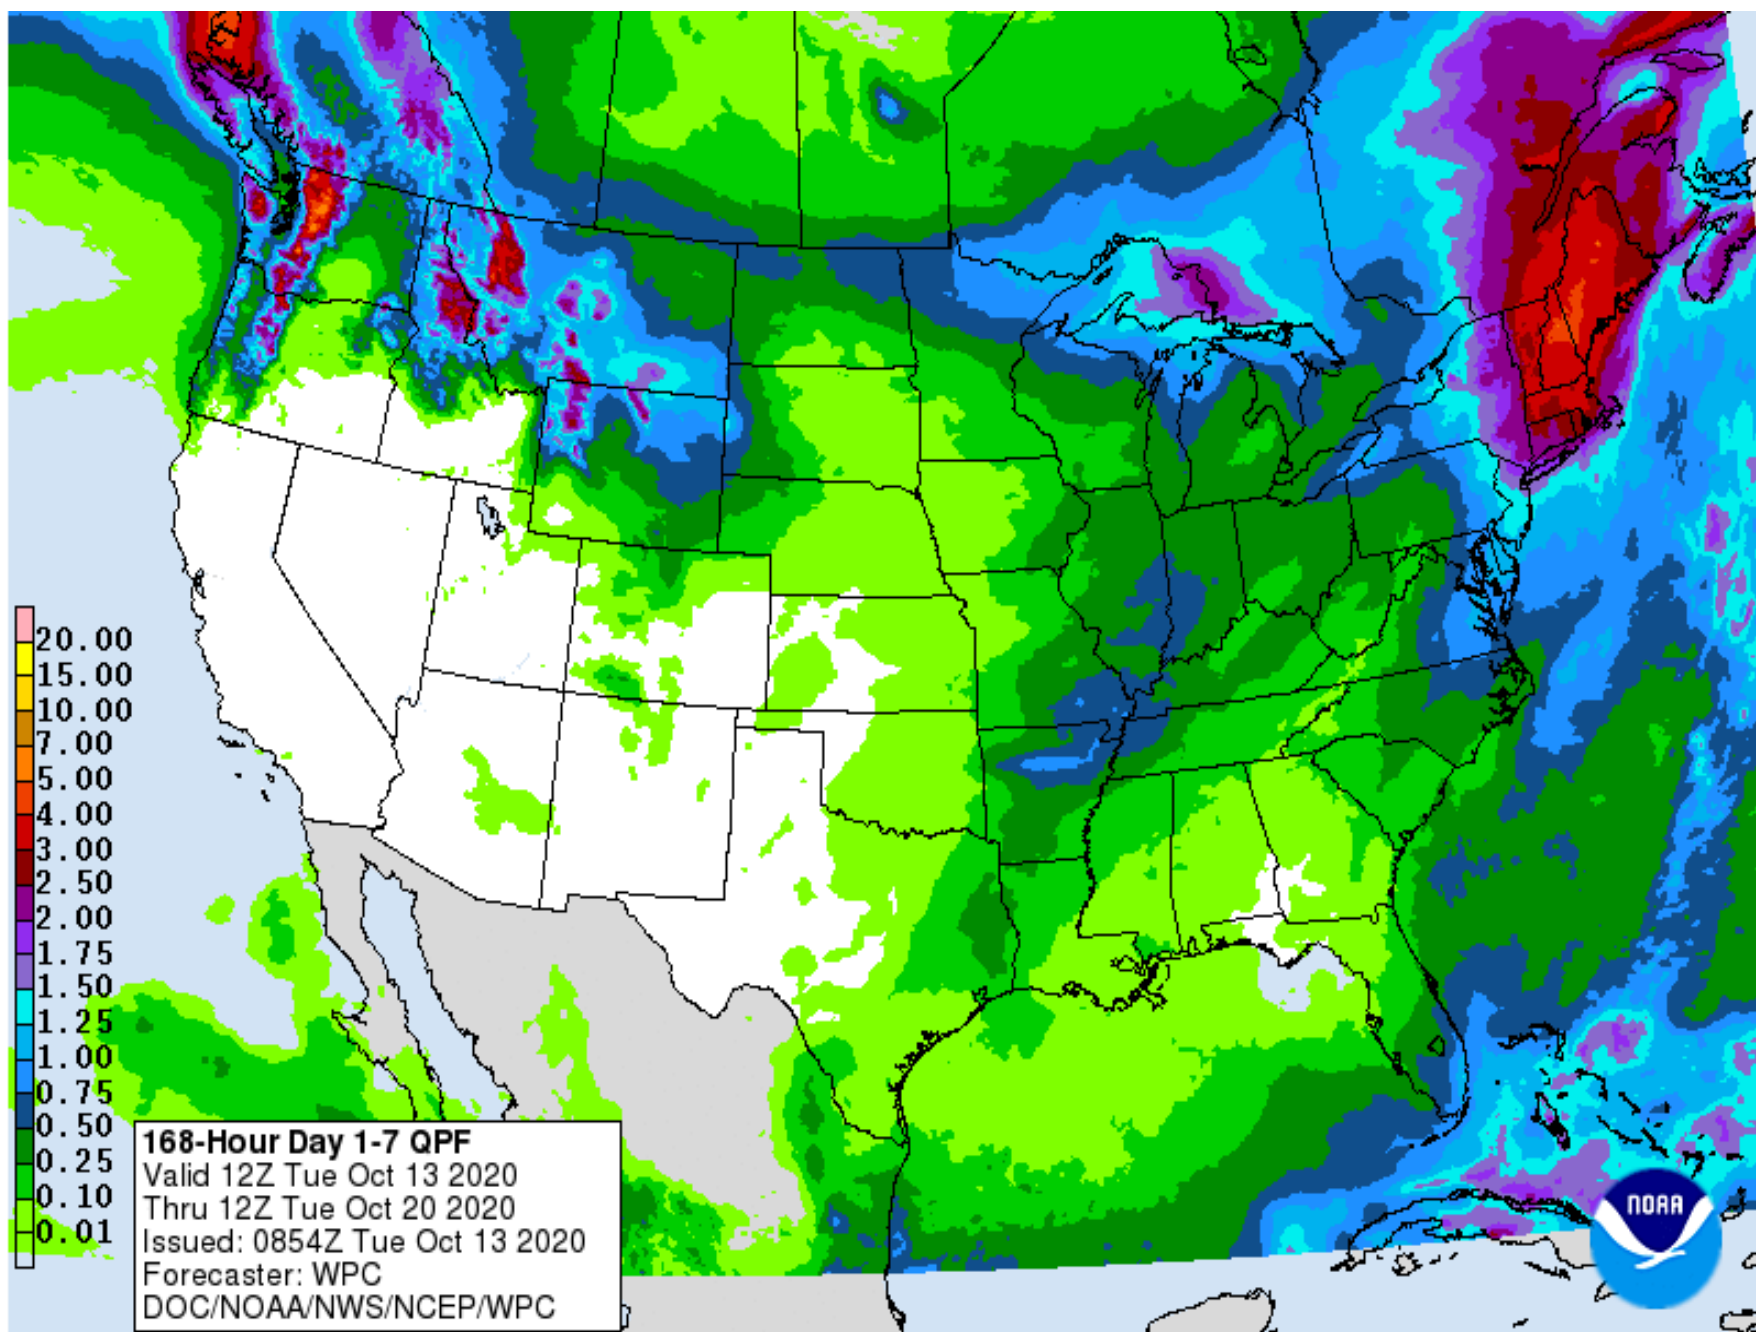 20.00
15.00
10.00
7.00
5.00
4.00
3.00
2.50
2.00
1.75
1.50
1.25
1.00
0.75
0.50
0.25
0.10
0.01
168-Hour Day 1-7 QPF
Valid 12Z Tue Oct 13 2020
Thru 12Z Tue Oct 20 2020
Issued: 0854Z Tue Oct 13 2020
Forecaster: WPC
DOC/NOAA/NWS/NCEP/WPC
NOAA